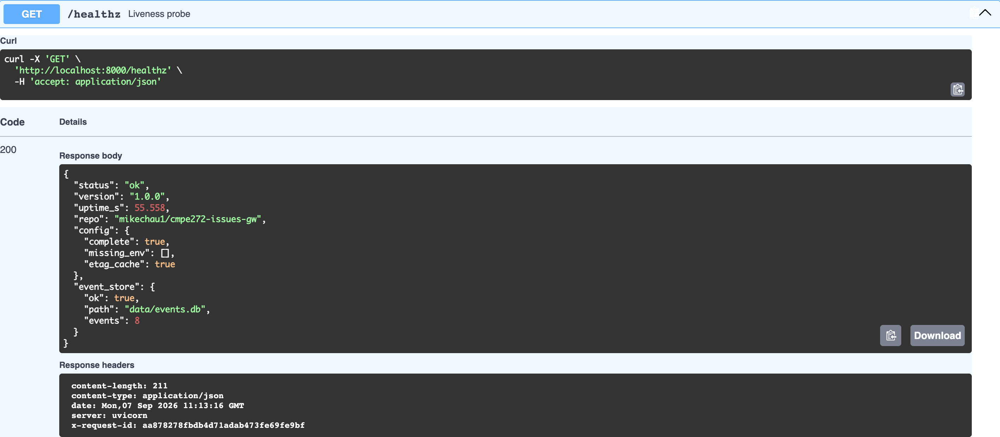 GET /healthz Liveness probe
Curl
curl -X 'GET' \
  'http://localhost:8000/healthz' \
  -H 'accept: application/json'
Code Details
200
Response body
{
  "status": "ok",
  "version": "1.0.0",
  "uptime_s": 55.558,
  "repo": "mikechau1/cmpe272-issues-gw",
  "config": {
    "complete": true,
    "missing_env": [],
    "etag_cache": true
  },
  "event_store": {
    "ok": true,
    "path": "data/events.db",
    "events": 8
  }
}
Download
Response headers
content-length: 211
content-type: application/json
date: Mon,07 Sep 2026 11:13:16 GMT
server: uvicorn
x-request-id: aa878278fbdb4d71adab473fe69fe9bf